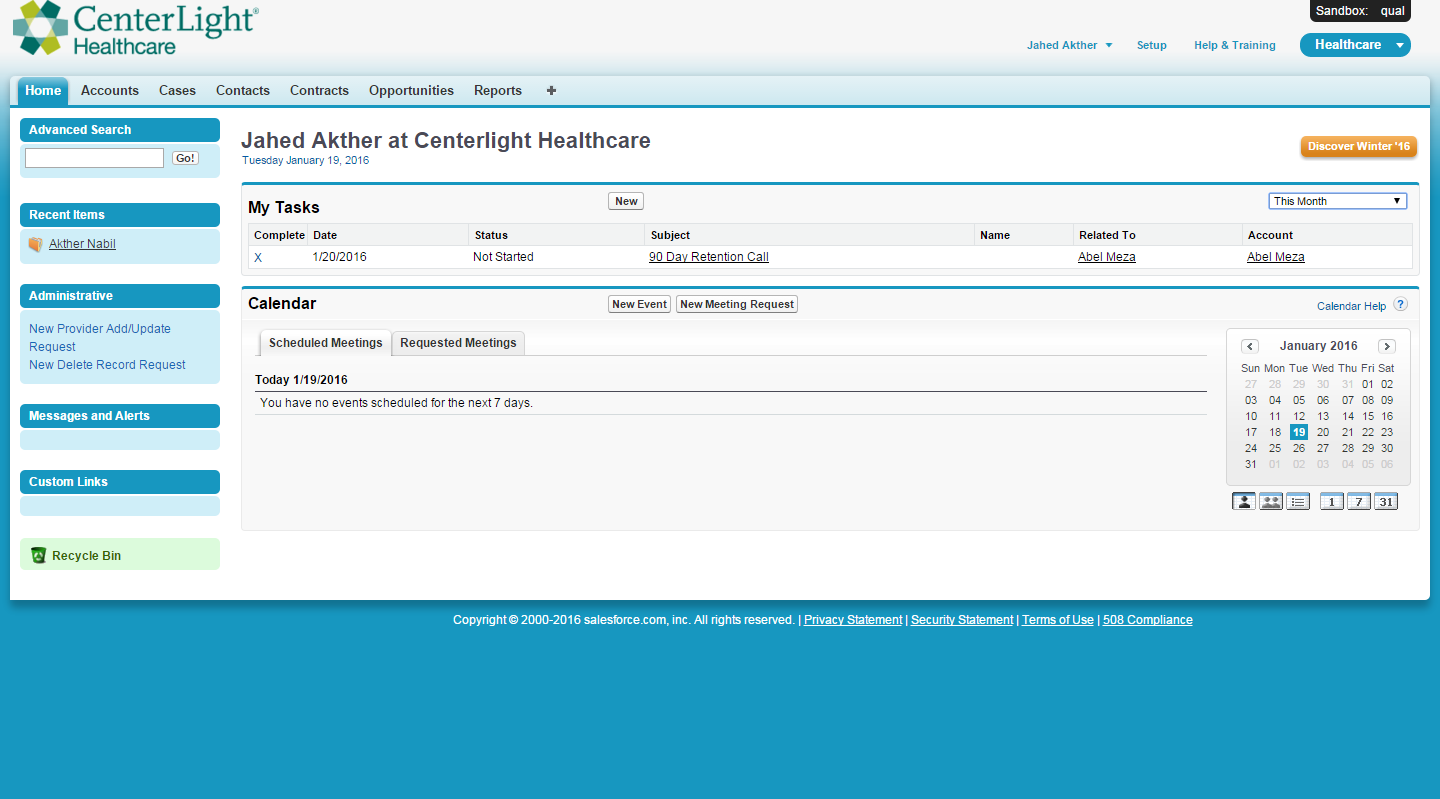 CenterLight®
Healthcare
Sandbox: qual
Jahed Akther Setup Help & Training Healthcare
Home Accounts Cases Contacts Contracts Opportunities Reports +
Advanced Search
Go!
Recent Items
Akther Nabil
Administrative
New Provider Add/Update
Request
New Delete Record Request
Messages and Alerts
Custom Links
Recycle Bin
Jahed Akther at Centerlight Healthcare
Tuesday January 19, 2016
Discover Winter '16
My Tasks New This Month
Complete Date Status Subject Name Related To Account
X 1/20/2016 Not Started 90 Day Retention Call Abel Meza Abel Meza
Calendar New Event New Meeting Request Calendar Help ?
Scheduled Meetings Requested Meetings
Today 1/19/2016
You have no events scheduled for the next 7 days.
January 2016
Sun Mon Tue Wed Thu Fri Sat
27 28 29 30 31 01 02
03 04 05 06 07 08 09
10 11 12 13 14 15 16
17 18 19 20 21 22 23
24 25 26 27 28 29 30
31 01 02 03 04 05 06
1 7 31
Copyright © 2000-2016 salesforce.com, inc. All rights reserved. | Privacy Statement | Security Statement | Terms of Use | 508 Compliance